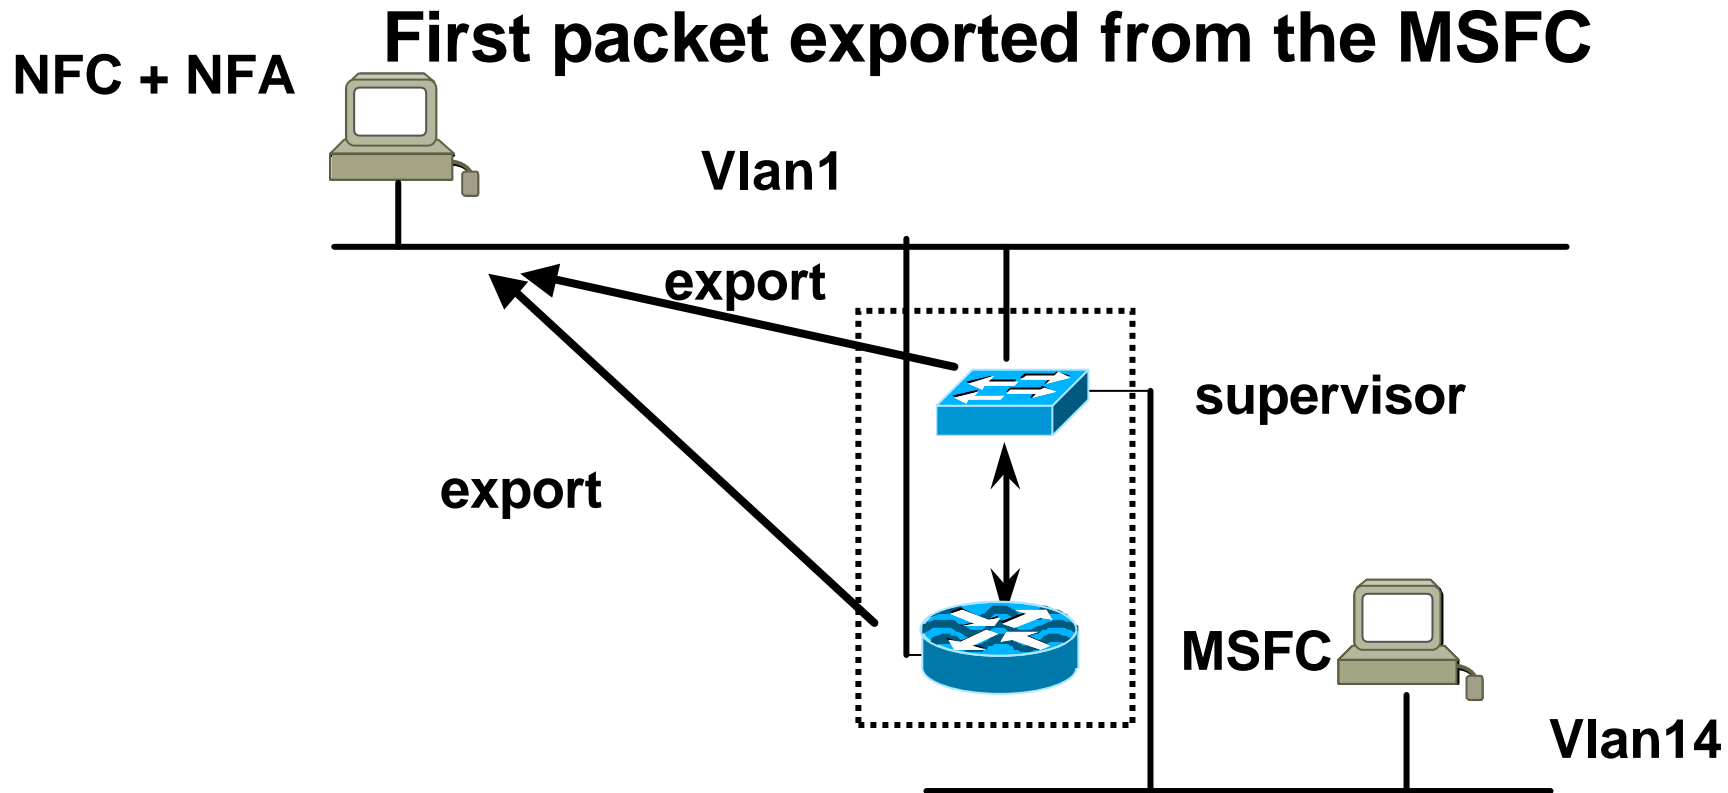 First packet exported from the MSFC
NFC + NFA
Vlan1
export
supervisor
export
MSFC
Vlan14